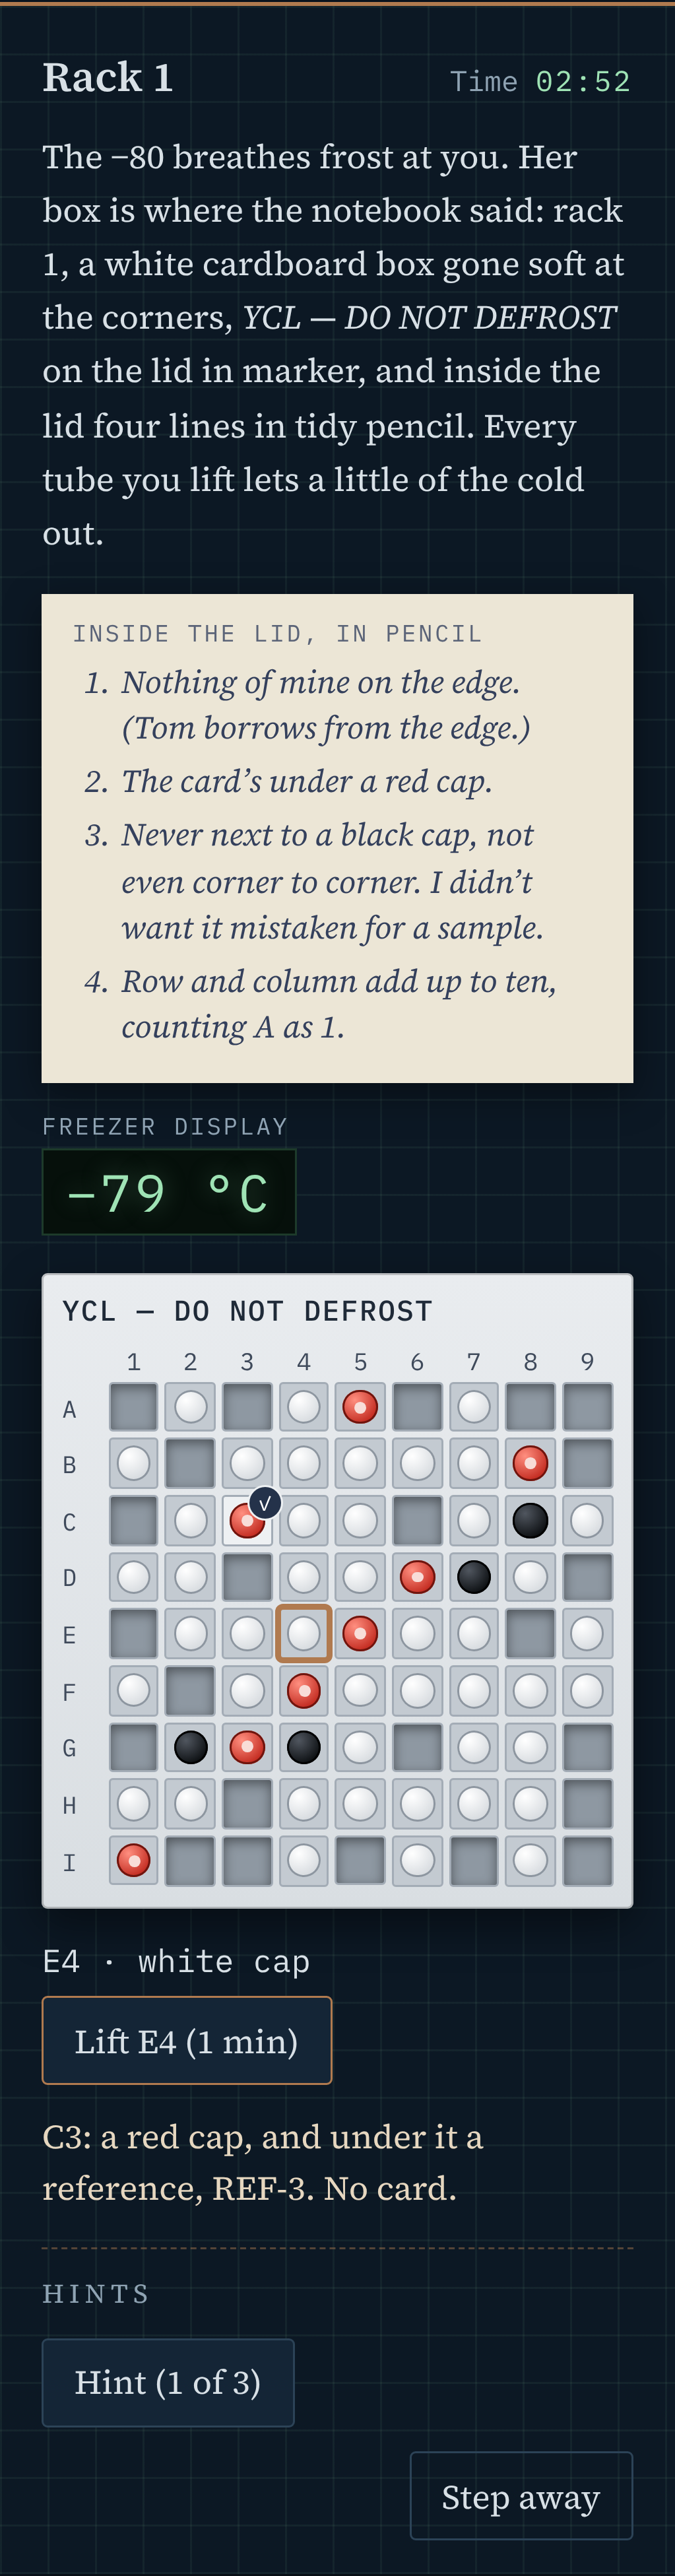 Rack 1
Time 02:52
The −80 breathes frost at you. Her
box is where the notebook said: rack
1, a white cardboard box gone soft at
the corners, YCL — DO NOT DEFROST
on the lid in marker, and inside the
lid four lines in tidy pencil. Every
tube you lift lets a little of the cold
out.
INSIDE THE LID, IN PENCIL
1. Nothing of mine on the edge.
(Tom borrows from the edge.)
2. The card’s under a red cap.
3. Never next to a black cap, not
even corner to corner. I didn’t
want it mistaken for a sample.
4. Row and column add up to ten,
counting A as 1.
FREEZER DISPLAY
−79 °C
YCL — DO NOT DEFROST
1 2 3 4 5 6 7 8 9
A
B
C
D
E
F
G
H
I
E4 · white cap
Lift E4 (1 min)
C3: a red cap, and under it a
reference, REF-3. No card.
HINTS
Hint (1 of 3)
Step away